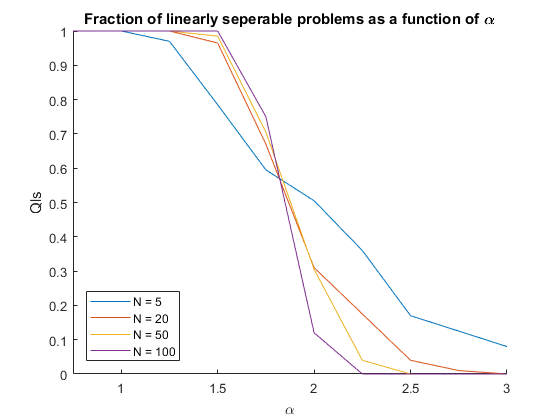 Fraction of linearly seperable problems as a function of α
1
0.9
0.8
0.7
0.6
0.5
0.4
0.3
0.2
0.1
0
Qls
N = 5
N = 20
N = 50
N = 100
1 1.5 2 2.5 3
α